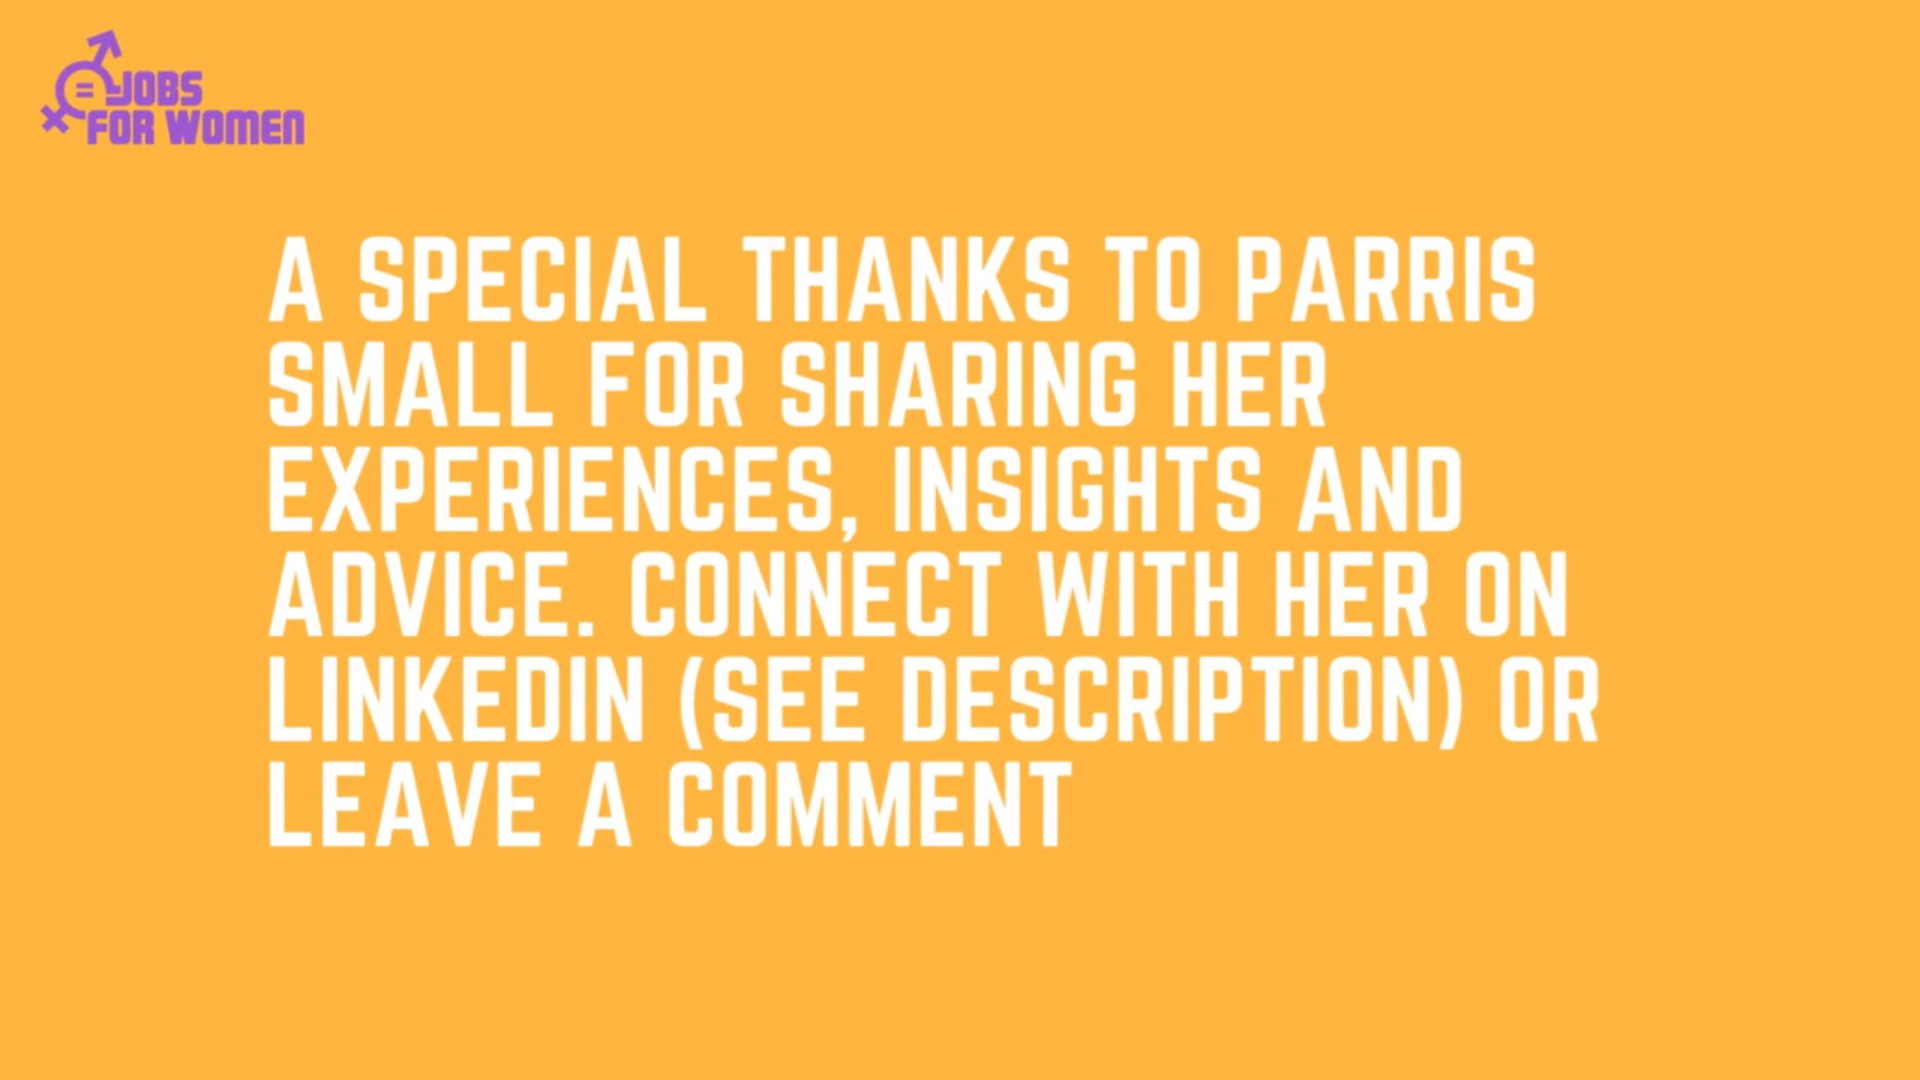 =JOBS
FOR WOMEN
A SPECIAL THANKS TO PARRIS
SMALL FOR SHARING HER
EXPERIENCES, INSIGHTS AND
ADVICE. CONNECT WITH HER ON
LINKEDIN (SEE DESCRIPTION) OR
LEAVE A COMMENT